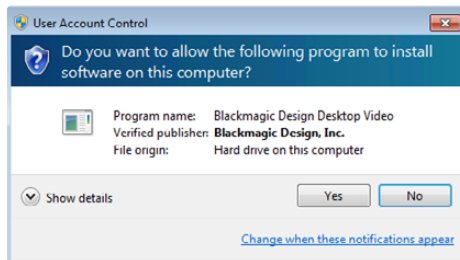 User Account Control
Do you want to allow the following program to install
software on this computer?
Program name: Blackmagic Design Desktop Video
Verified publisher: Blackmagic Design, Inc.
File origin: Hard drive on this computer
Show details
Yes
No
Change when these notifications appear